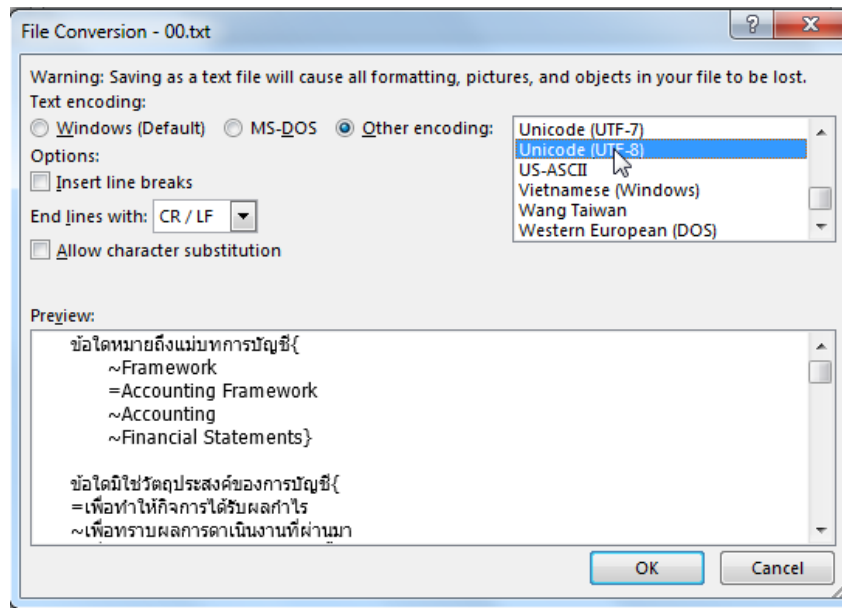 File Conversion - 00.txt
Warning: Saving as a text file will cause all formatting, pictures, and objects in your file to be lost.
Text encoding:
Windows (Default) MS-DOS Other encoding:
Unicode (UTF-7)
Unicode (UTF-8)
US-ASCII
Vietnamese (Windows)
Wang Taiwan
Western European (DOS)
Options:
Insert line breaks
End lines with: CR / LF
Allow character substitution
Preview:
ข้อใดหมายถึงแม่บทการบัญชี{
~Framework
=Accounting Framework
~Accounting
~Financial Statements}
ข้อใดมิใช่วัตถุประสงค์ของการบัญชี{
=เพื่อทำให้กิจการได้รับผลกำไร
~เพื่อทราบผลการดาเนินงานที่ผ่านมา
OK Cancel